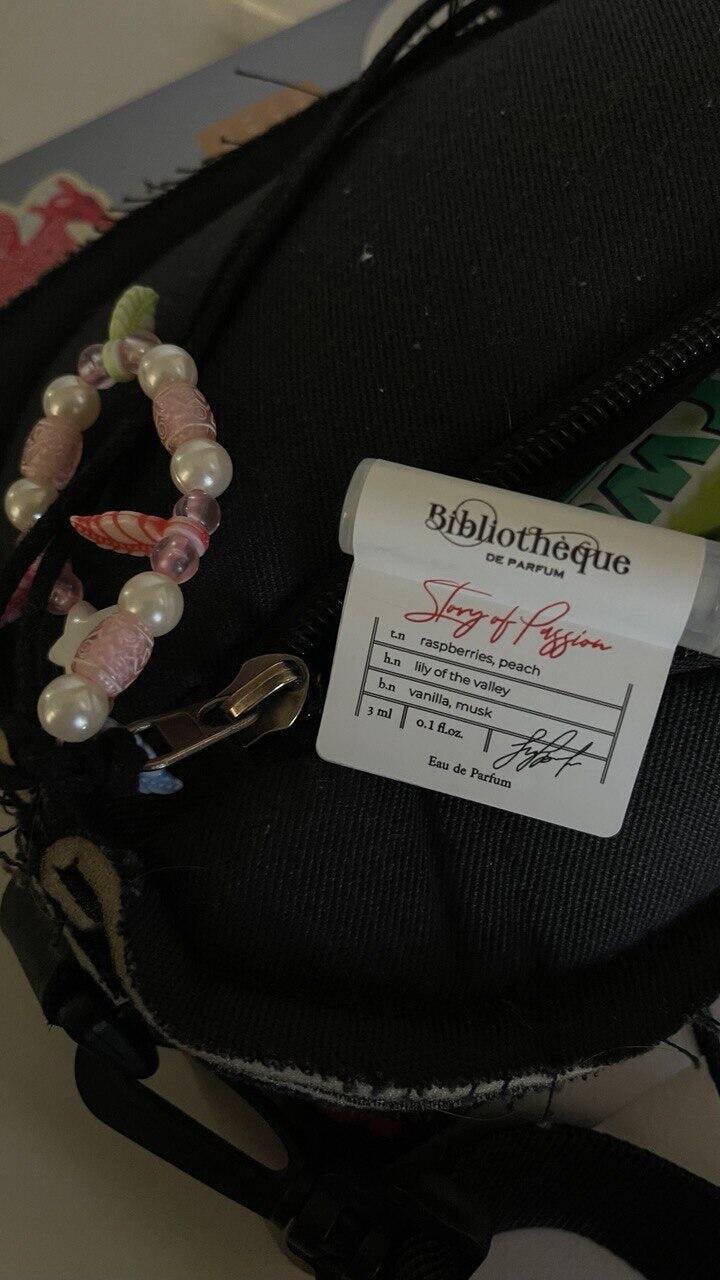 Bibliothèque
DE PARFUM
Story of Passion
t.n raspberries, peach
h.n lily of the valley
b.n vanilla, musk
3 ml 0.1 fl.oz.
Eau de Parfum